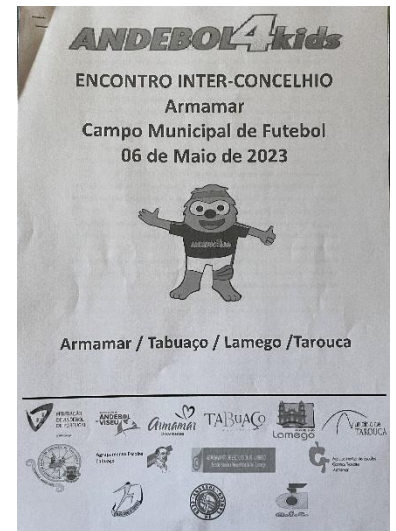 ANDEBOL4kids
ENCONTRO INTER-CONCELHIO
Armamar
Campo Municipal de Futebol
06 de Maio de 2023
Armamar / Tabuaço / Lamego /Tarouca
ANDEBOL
VISEU
Armamar
TABUAÇO
Lamego
TAROUCA